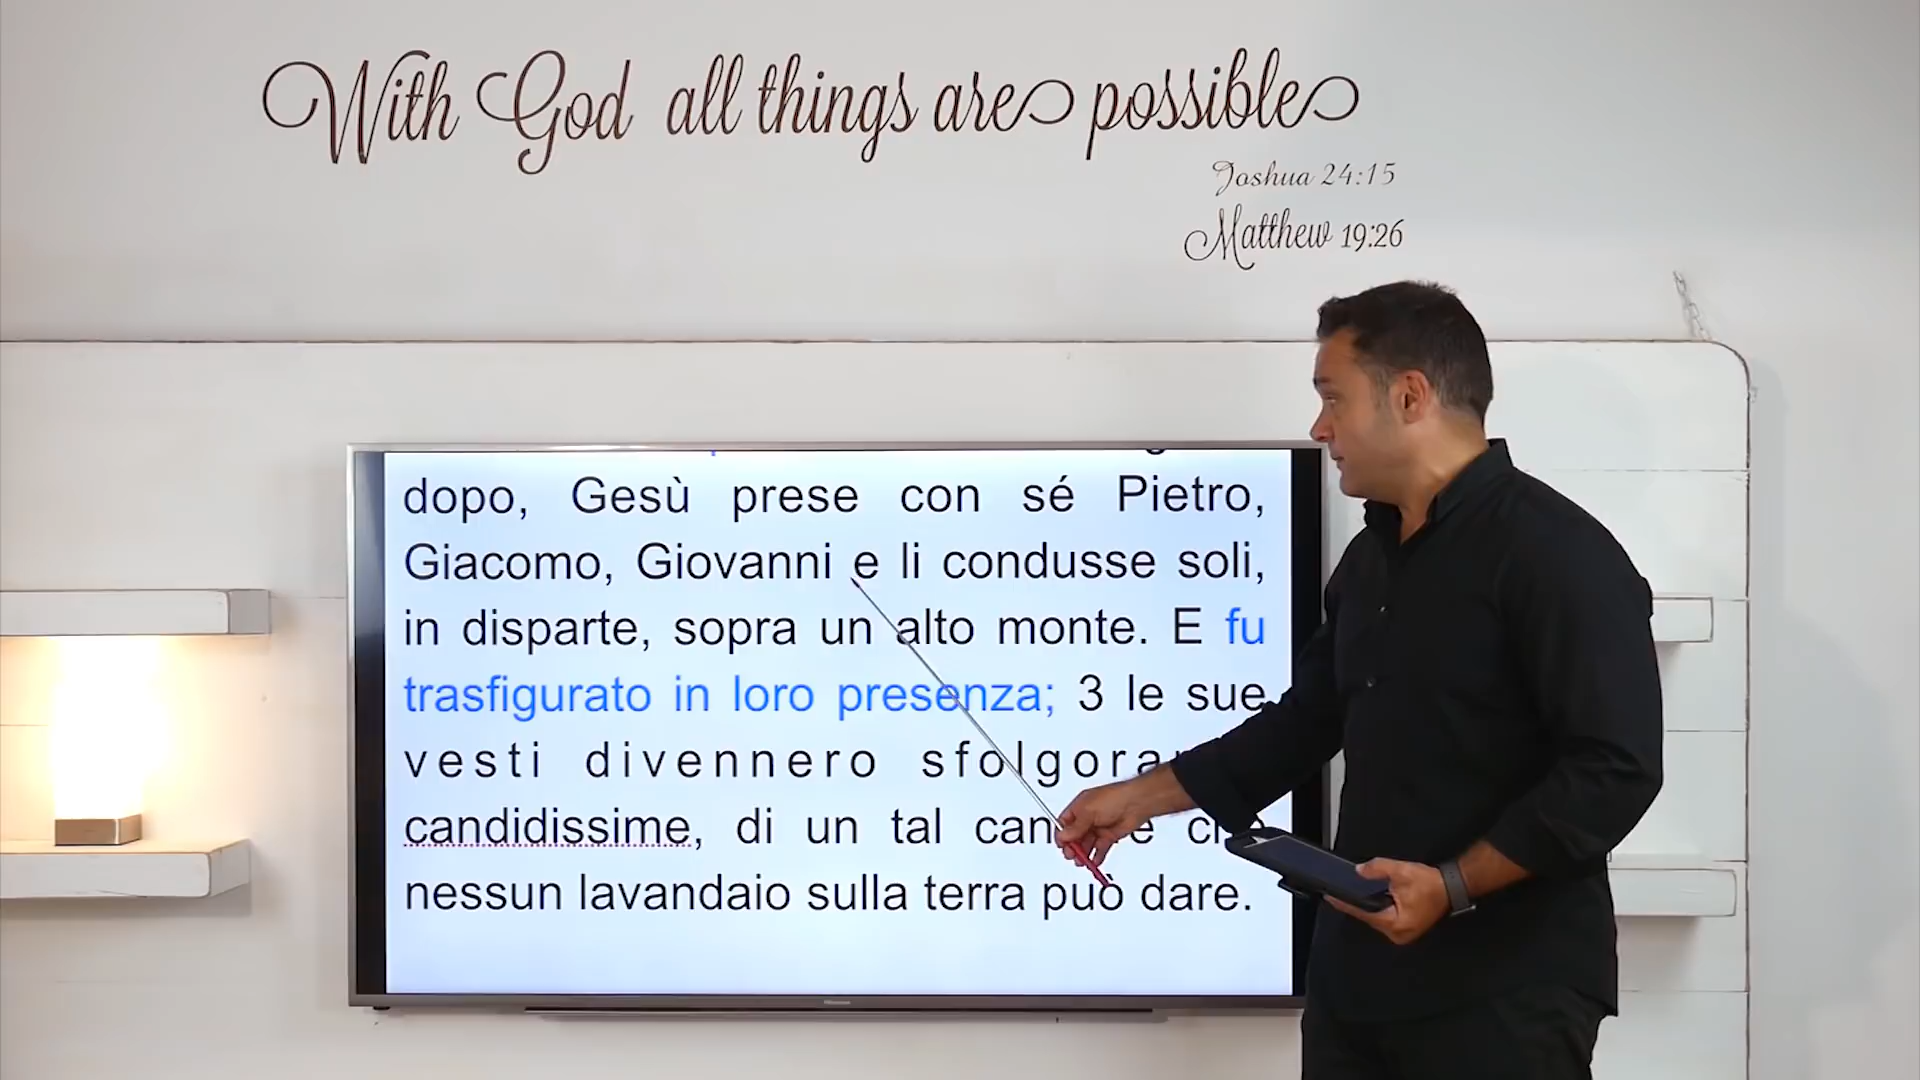 With God all things are possible
Joshua 24:15
Matthew 19:26
dopo, Gesù prese con sé Pietro,
Giacomo, Giovanni e li condusse soli,
in disparte, sopra un alto monte. E fu
trasfigurato in loro presenza; 3 le sue
vesti divennero
candidissime, di un tal
nessun lavandaio sulla terra può dare.
Hisense